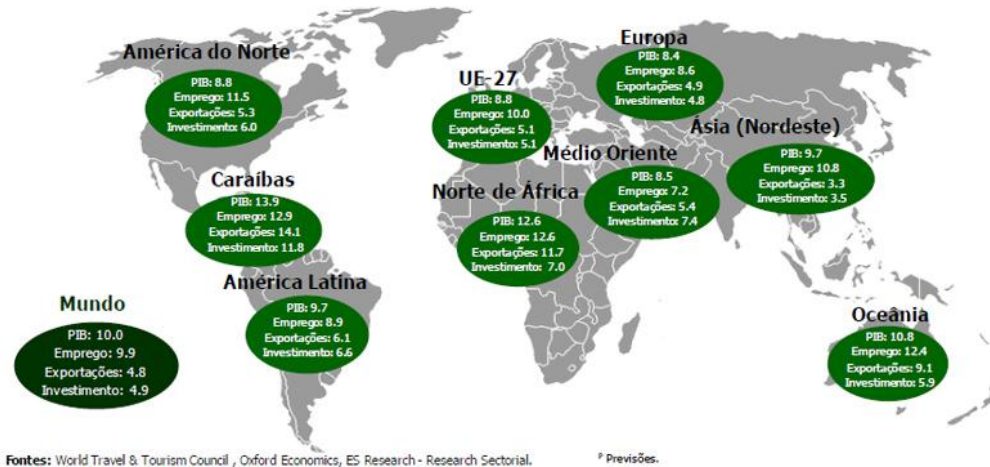 América do Norte
PIB: 8.8
Emprego: 11.5
Exportações: 5.3
Investimento: 6.0
UE-27
PIB: 8.8
Emprego: 10.0
Exportações: 5.1
Investimento: 5.1
Europa
PIB: 8.4
Emprego: 8.6
Exportações: 4.9
Investimento: 4.8
Ásia (Nordeste)
PIB: 9.7
Emprego: 10.8
Exportações: 3.3
Investimento: 3.5
Médio Oriente
PIB: 8.5
Emprego: 7.2
Exportações: 5.4
Investimento: 7.4
Caraíbas
PIB: 13.9
Emprego: 12.9
Exportações: 14.1
Investimento: 11.8
Norte de África
PIB: 12.6
Emprego: 12.6
Exportações: 11.7
Investimento: 7.0
América Latina
PIB: 9.7
Emprego: 8.9
Exportações: 6.1
Investimento: 6.6
Mundo
PIB: 10.0
Emprego: 9.9
Exportações: 4.8
Investimento: 4.9
Oceânia
PIB: 10.8
Emprego: 12.4
Exportações: 9.1
Investimento: 5.9
Fontes: World Travel & Tourism Council , Oxford Economics, ES Research - Research Sectorial.
ᴾ Previsões.